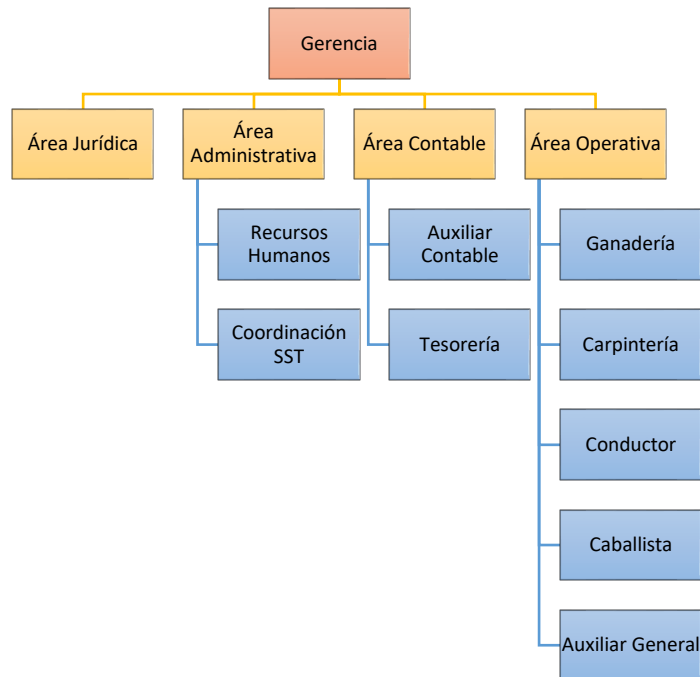 Gerencia
Área Jurídica
Área
Administrativa
Área Contable
Área Operativa
Recursos
Humanos
Auxiliar
Contable
Ganadería
Coordinación
SST
Tesorería
Carpintería
Conductor
Caballista
Auxiliar General